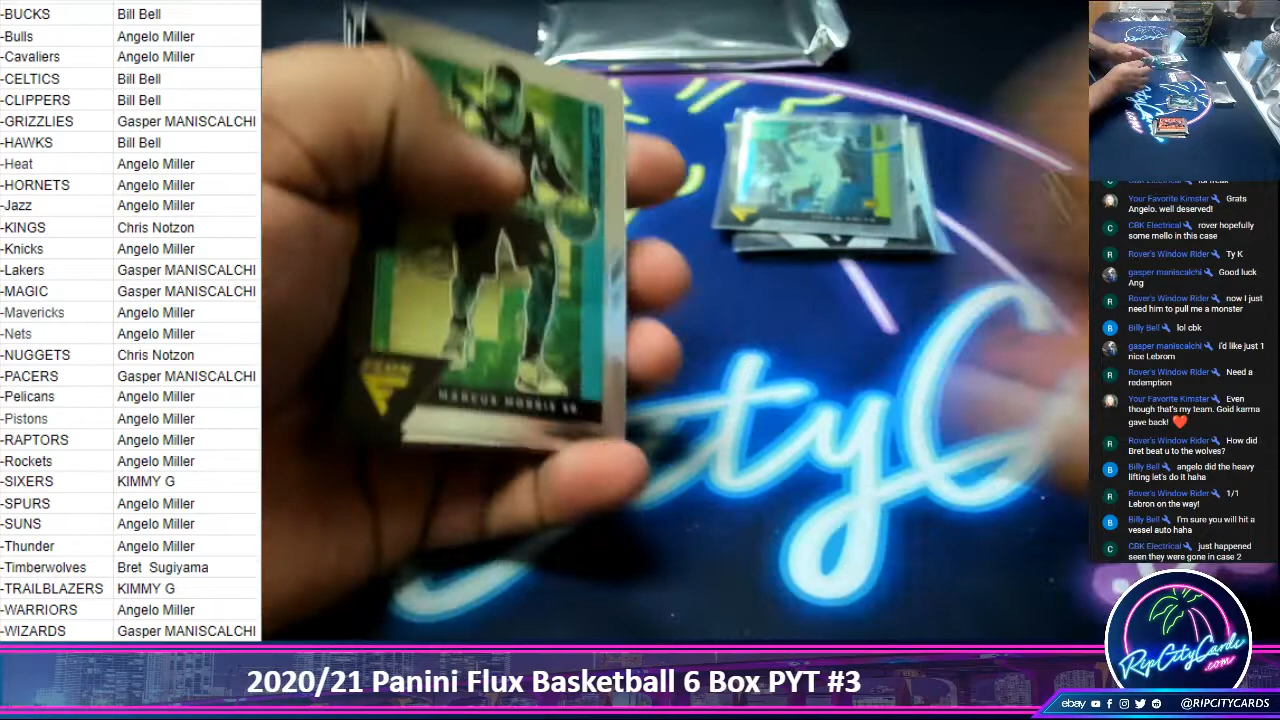 -BUCKS Bill Bell
-Bulls Angelo Miller
-Cavaliers Angelo Miller
-CELTICS Bill Bell
-CLIPPERS Bill Bell
-GRIZZLIES Gasper MANISCALCHI
-HAWKS Bill Bell
-Heat Angelo Miller
-HORNETS Angelo Miller
-Jazz Angelo Miller
-KINGS Chris Notzon
-Knicks Angelo Miller
-Lakers Gasper MANISCALCHI
-MAGIC Gasper MANISCALCHI
-Mavericks Angelo Miller
-Nets Angelo Miller
-NUGGETS Chris Notzon
-PACERS Gasper MANISCALCHI
-Pelicans Angelo Miller
-Pistons Angelo Miller
-RAPTORS Angelo Miller
-Rockets Angelo Miller
-SIXERS KIMMY G
-SPURS Angelo Miller
-SUNS Angelo Miller
-Thunder Angelo Miller
-Timberwolves Bret Sugiyama
-TRAILBLAZERS KIMMY G
-WARRIORS Angelo Miller
-WIZARDS Gasper MANISCALCHI
MARCUS MORRIS SR
tyC
Your Favorite Kimster Grats
Angelo. well deserved!
CBK Electrical rover hopefully
some mello in this case
Rover's Window Rider Ty K
gasper maniscalchi Good luck
Ang
Rover's Window Rider now I just
need him to pull me a monster
Billy Bell lol cbk
gasper maniscalchi i'd like just 1
nice Lebrom
Rover's Window Rider Need a
redemption
Your Favorite Kimster Even
though that's my team. Goid karma
gave back! ❤️
Rover's Window Rider How did
Bret beat u to the wolves?
Billy Bell angelo did the heavy
lifting let's do it haha
Rover's Window Rider 1/1
Lebron on the way!
Billy Bell I'm sure you will hit a
vessel auto haha
CBK Electrical just happened
seen they were gone in case 2
RipCityCards
.com
2020/21 Panini Flux Basketball 6 Box PYT #3
ebay @RIPCITYCARDS